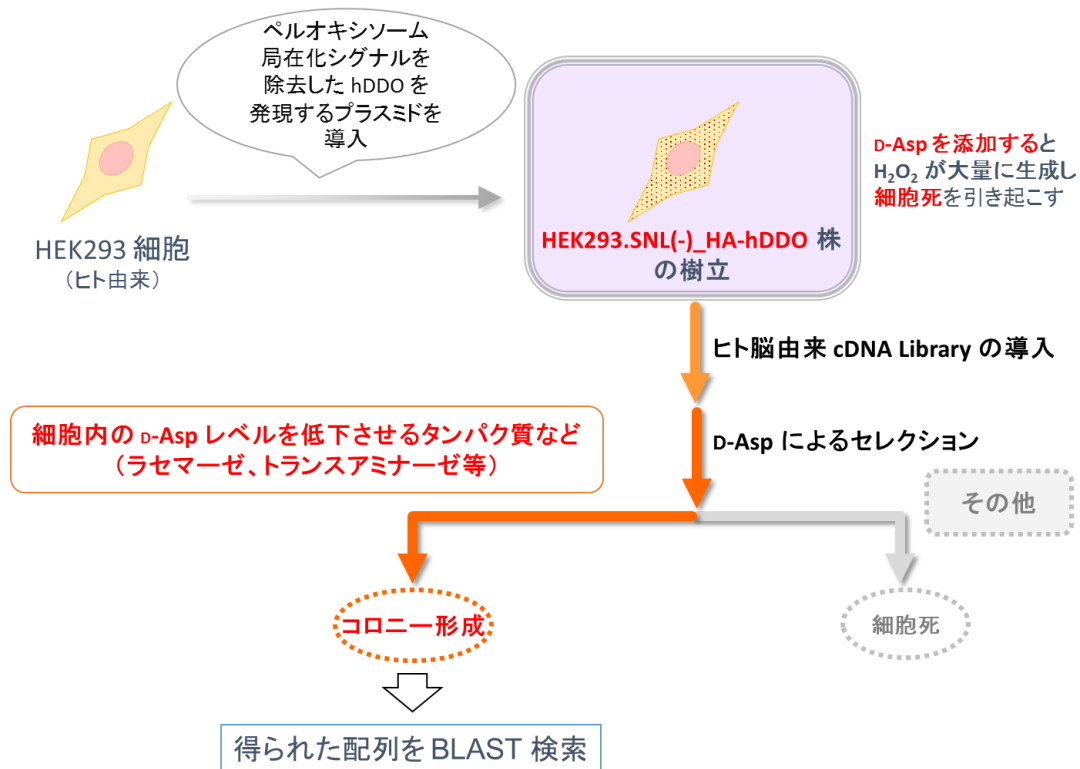 ペルオキシソーム
局在化シグナルを
除去した hDDO を
発現するプラスミドを
導入
HEK293 細胞
（ヒト由来）
HEK293.SNL(-)_HA-hDDO 株
の樹立
D-Asp を添加すると
H₂O₂ が大量に生成し
細胞死を引き起こす
ヒト脳由来 cDNA Library の導入
細胞内の D-Asp レベルを低下させるタンパク質など
（ラセマーゼ、トランスアミナーゼ等）
D-Asp によるセレクション
その他
コロニー形成
細胞死
得られた配列を BLAST 検索